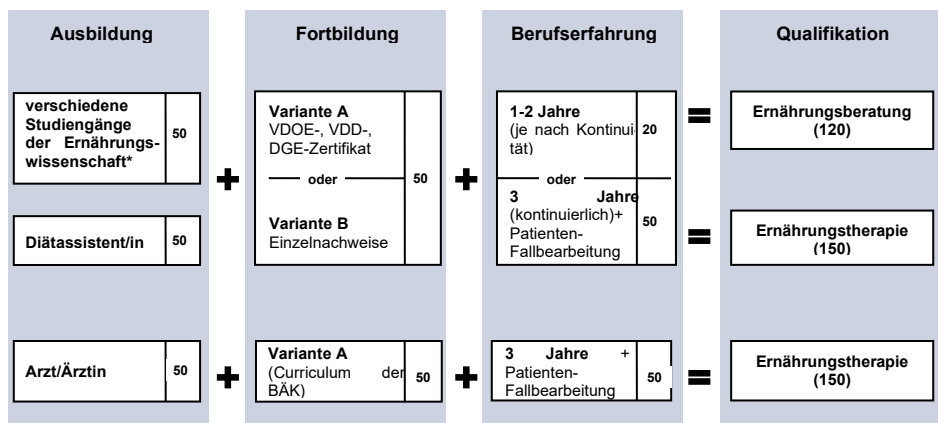 Ausbildung
Fortbildung
Berufserfahrung
Qualifikation
verschiedene
Studiengänge
der Ernährungs-
wissenschaft*
50
Diätassistent/in
50
Variante A
VDOE-, VDD-,
DGE-Zertifikat
oder
Variante B
Einzelnachweise
50
1-2 Jahre
(je nach Kontinui-
tät)
20
oder
3 Jahre
(kontinuierlich)+
Patienten-
Fallbearbeitung
50
Ernährungsberatung
(120)
Ernährungstherapie
(150)
Arzt/Ärztin
50
Variante A
(Curriculum der
BÄK)
50
3 Jahre +
Patienten-
Fallbearbeitung
50
Ernährungstherapie
(150)